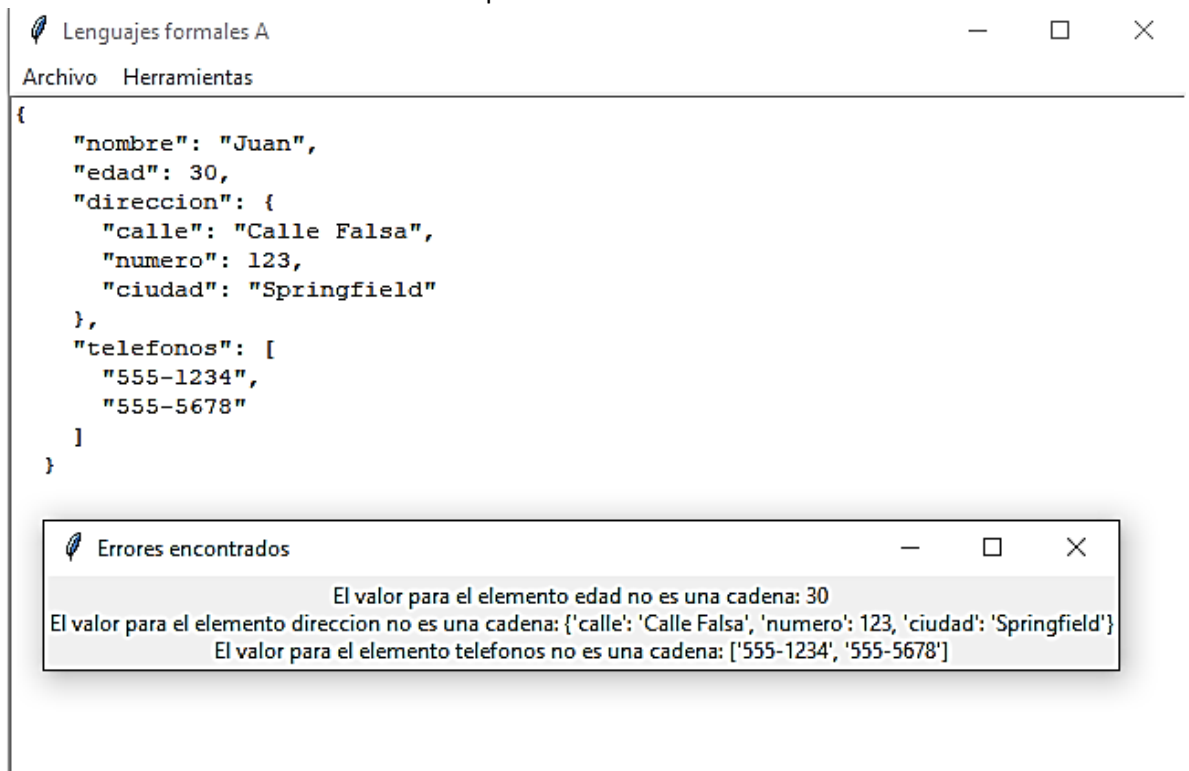 Lenguajes formales A
Archivo Herramientas
{
"nombre": "Juan",
"edad": 30,
"direccion": {
"calle": "Calle Falsa",
"numero": 123,
"ciudad": "Springfield"
},
"telefonos": [
"555-1234",
"555-5678"
]
}
Errores encontrados
El valor para el elemento edad no es una cadena: 30
El valor para el elemento direccion no es una cadena: {'calle': 'Calle Falsa', 'numero': 123, 'ciudad': 'Springfield'}
El valor para el elemento telefonos no es una cadena: ['555-1234', '555-5678']